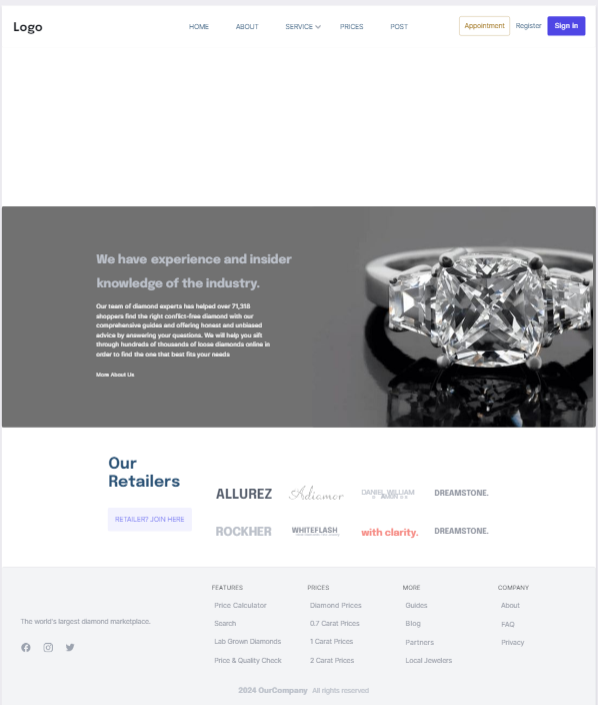 Logo
HOME ABOUT SERVICE PRICES POST Appointment Register Sign in
We have experience and insider
knowledge of the industry.
Our team of diamond experts has helped over 71,318
shoppers find the right conflict-free diamond with our
comprehensive guides and offering honest and unbiased
advice by answering your questions. We will help you sift
through hundreds of thousands of loose diamonds online in
order to find the one that best fits your needs
More About Us
Our
Retailers
RETAILER? JOIN HERE
ALLUREZ Adiamor DANIEL WILLIAM DREAMSTONE.
ROCKHER WHITEFLASH with clarity. DREAMSTONE.
FEATURES PRICES MORE COMPANY
Price Calculator Diamond Prices Guides About
Search 0.7 Carat Prices Blog FAQ
The world's largest diamond marketplace.
Lab Grown Diamonds 1 Carat Prices Partners Privacy
Price & Quality Check 2 Carat Prices Local Jewelers
2024 OurCompany All rights reserved